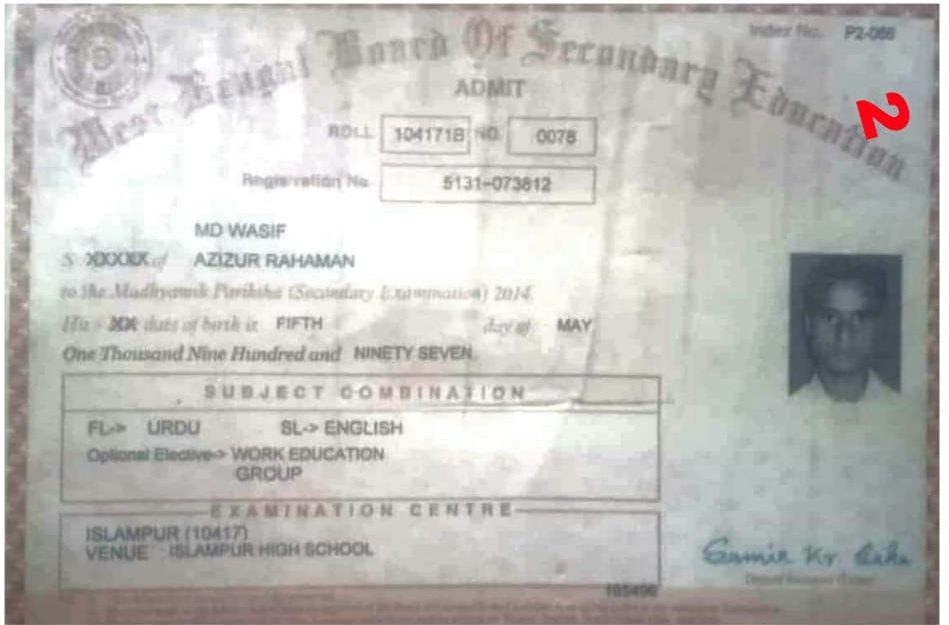 Index No. P2-066
West Bengal Board Of Secondary Education
2
ADMIT
ROLL 104171B NO. 0078
Registration No 5131-073812
MD WASIF
S XXXXX of AZIZUR RAHAMAN
to the Madhyamik Pariksha (Secondary Examination) 2014
His XX date of birth is FIFTH day of MAY
One Thousand Nine Hundred and NINETY SEVEN.
SUBJECT COMBINATION
FL-> URDU SL-> ENGLISH
Optional Elective-> WORK EDUCATION
GROUP
EXAMINATION CENTRE
ISLAMPUR (10417)
VENUE ISLAMPUR HIGH SCHOOL